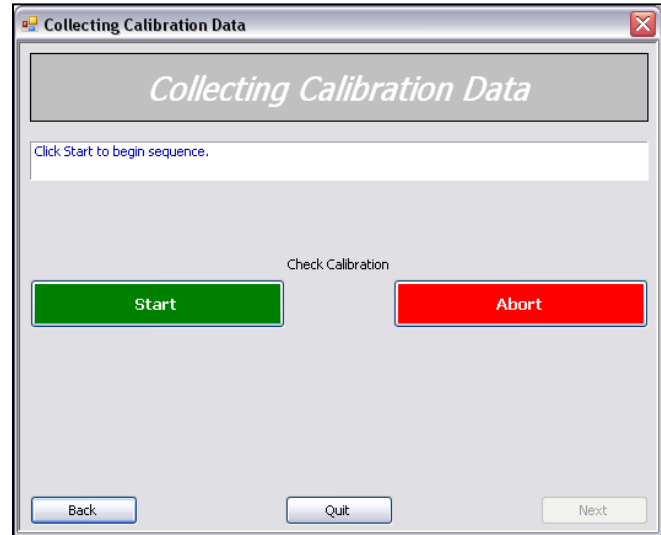 Collecting Calibration Data
Collecting Calibration Data
Click Start to begin sequence.
Check Calibration
Start Abort
Back Quit Next